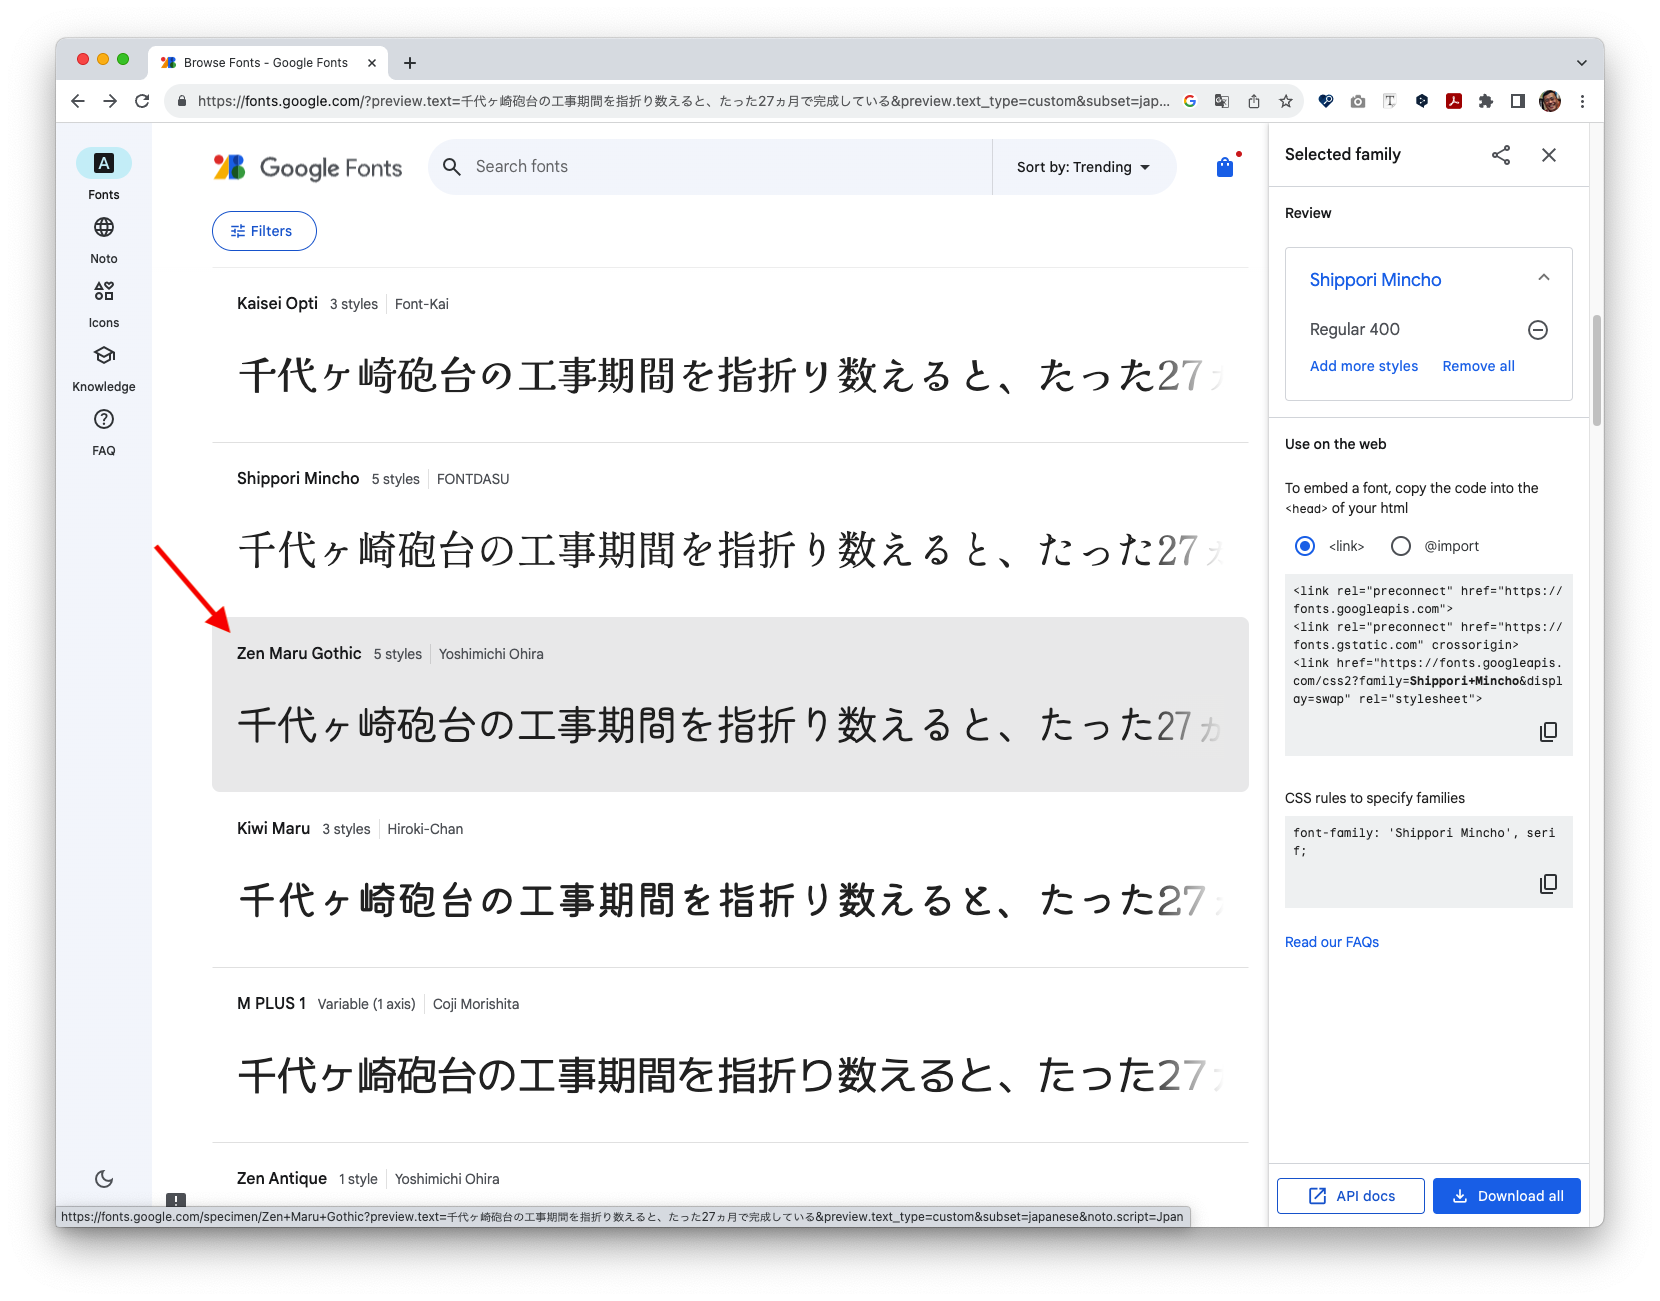 Browse Fonts - Google Fonts
https://fonts.google.com/?preview.text=千代ヶ崎砲台の工事期間を指折り数えると、たった27ヵ月で完成している&preview.text_type=custom&subset=jap...
Fonts
Noto
Icons
Knowledge
FAQ
Google Fonts
Search fonts
Sort by: Trending
Filters
Kaisei Opti 3 styles Font-Kai
千代ヶ崎砲台の工事期間を指折り数えると、たった27
Shippori Mincho 5 styles FONTDASU
千代ヶ崎砲台の工事期間を指折り数えると、たった27
Zen Maru Gothic 5 styles Yoshimichi Ohira
千代ヶ崎砲台の工事期間を指折り数えると、たった27ヵ
Kiwi Maru 3 styles Hiroki-Chan
千代ヶ崎砲台の工事期間を指折り数えると、たった27
M PLUS 1 Variable (1 axis) Coji Morishita
千代ヶ崎砲台の工事期間を指折り数えると、たった27
Zen Antique 1 style Yoshimichi Ohira
https://fonts.google.com/specimen/Zen+Maru+Gothic?preview.text=千代ヶ崎砲台の工事期間を指折り数えると、たった27ヵ月で完成している&preview.text_type=custom&subset=japanese&noto.script=Jpan
Selected family
Review
Shippori Mincho
Regular 400
Add more styles Remove all
Use on the web
To embed a font, copy the code into the
<head> of your html
<link> @import
<link rel="preconnect" href="https://
fonts.googleapis.com">
<link rel="preconnect" href="https://
fonts.gstatic.com" crossorigin>
<link href="https://fonts.googleapis.
com/css2?family=Shippori+Mincho&displ
ay=swap" rel="stylesheet">
CSS rules to specify families
font-family: 'Shippori Mincho', seri
f;
Read our FAQs
API docs
Download all